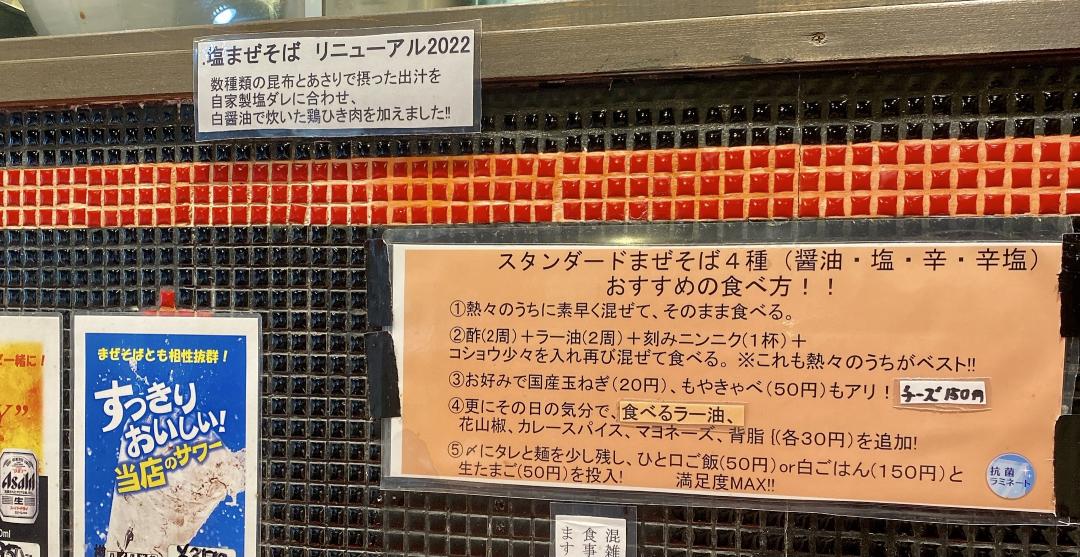 塩まぜそば リニューアル2022
数種類の昆布とあさりで摂った出汁を
自家製塩ダレに合わせ、
白醤油で炊いた鶏ひき肉を加えました!!
スタンダードまぜそば４種（醤油・塩・辛・辛塩）
おすすめの食べ方！！
①熱々のうちに素早く混ぜて、そのまま食べる。
②酢(2周)＋ラー油(2周)＋刻みニンニク(1杯)＋
コショウ少々を入れ再び混ぜて食べる。※これも熱々のうちがベスト!!
③お好みで国産玉ねぎ(20円)、もやきゃべ(50円)もアリ！ チーズ150円
④更にその日の気分で、食べるラー油、
花山椒、カレースパイス、マヨネーズ、背脂 [(各30円)を追加!
⑤〆にタレと麺を少し残し、ひと口ご飯(50円)or白ごはん(150円)と
生たまご(50円)を投入! 満足度MAX!!
抗菌
ラミネート
ー緒に！
Y”
Asahi
生
まぜそばとも相性抜群！
すっきり
おいしい!
当店のサワー
混雑
食事
ます